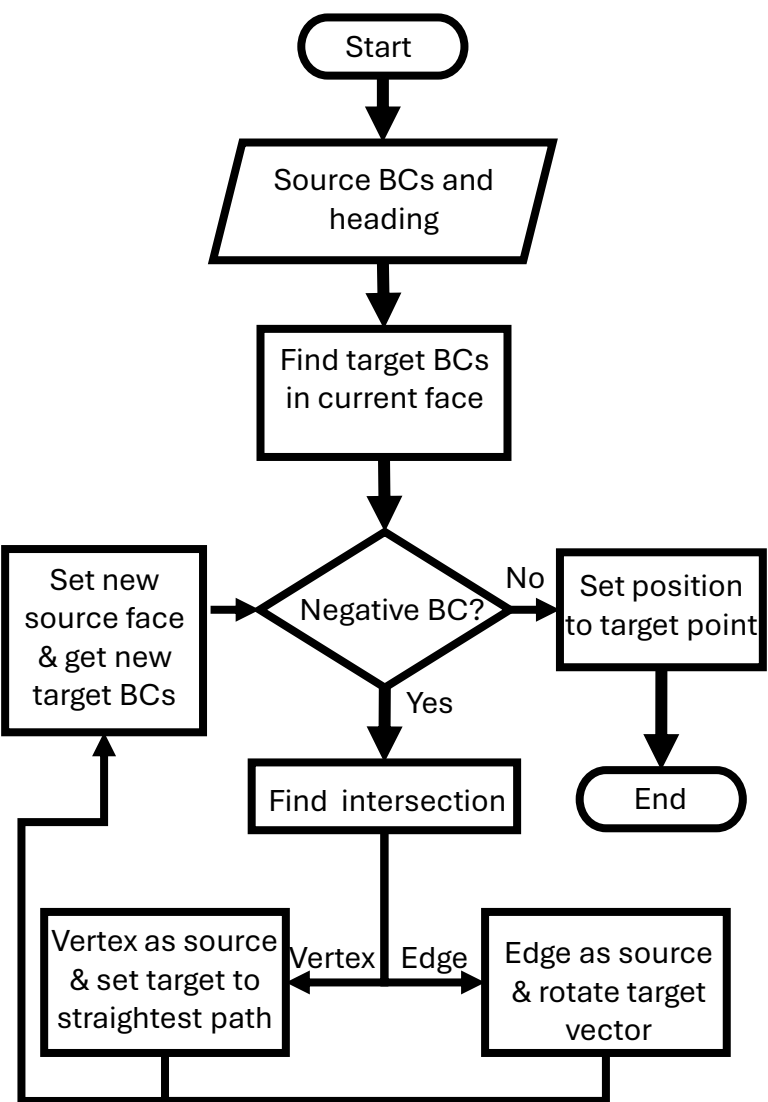 Start
Source BCs and
heading
Find target BCs
in current face
Set new
source face
& get new
target BCs
Negative BC?
No
Set position
to target point
Yes
Find intersection
End
Vertex as source
& set target to
straightest path
Vertex
Edge
Edge as source
& rotate target
vector